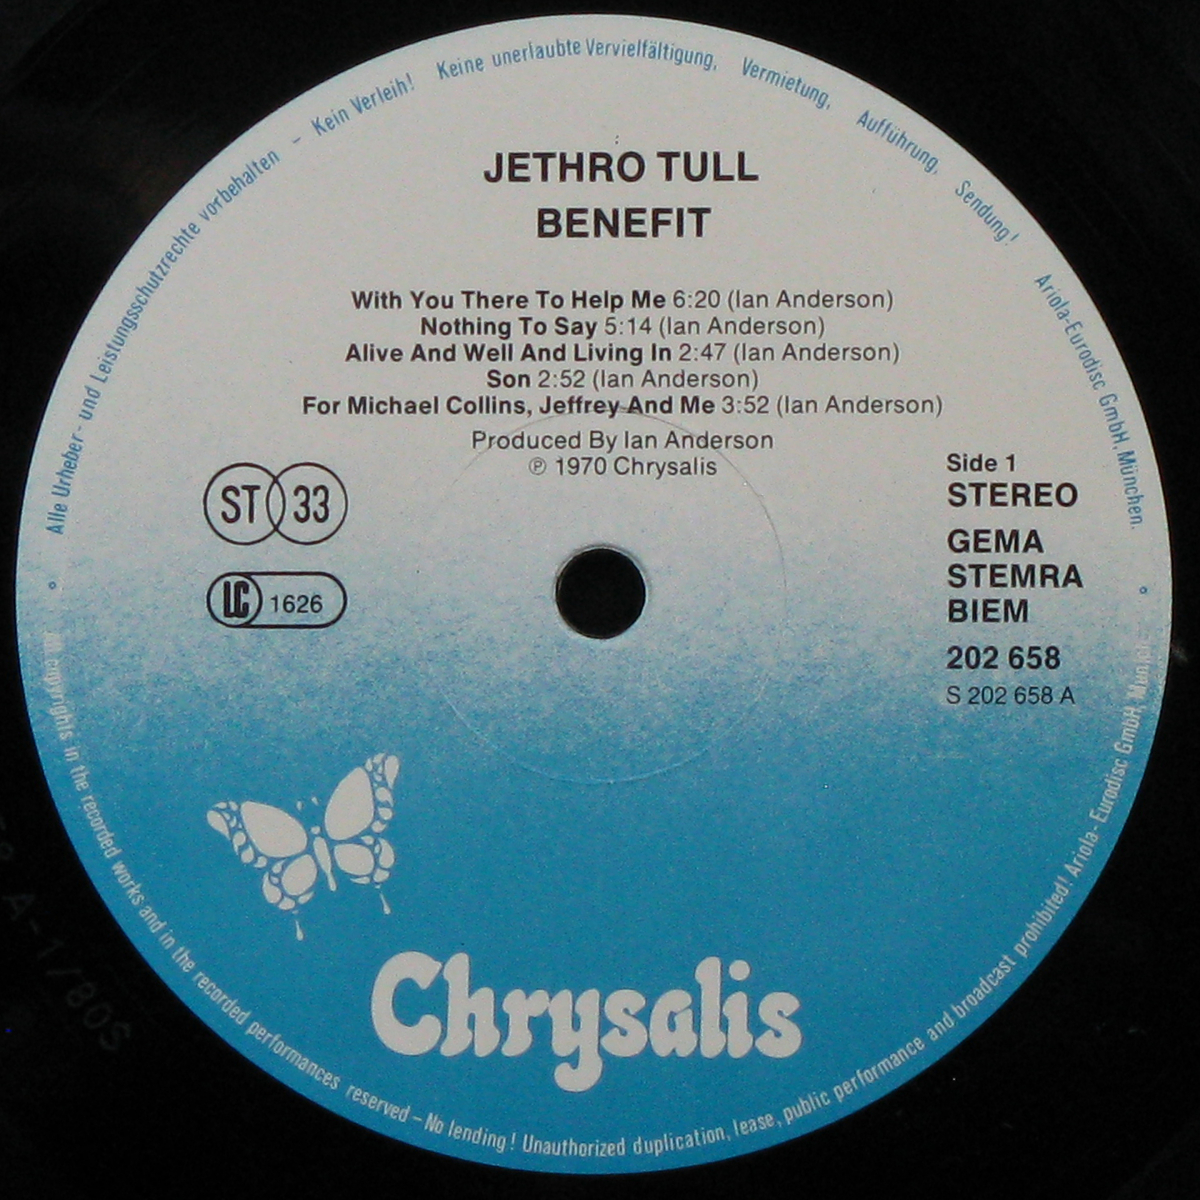 Alle Urheber- und Leistungsschutzrechte vorbehalten – Kein Verleih! Keine unerlaubte Vervielfältigung, Vermietung, Aufführung, Sendung! Ariola-Eurodisc GmbH, München.
JETHRO TULL
BENEFIT
With You There To Help Me 6:20 (Ian Anderson)
Nothing To Say 5:14 (Ian Anderson)
Alive And Well And Living In 2:47 (Ian Anderson)
Son 2:52 (Ian Anderson)
For Michael Collins, Jeffrey And Me 3:52 (Ian Anderson)
Produced By Ian Anderson
℗ 1970 Chrysalis
ST 33
LC 1626
Side 1
STEREO
GEMA
STEMRA
BIEM
202 658
S 202 658 A
Chrysalis
All copyrights in the recorded works and in the recorded performances reserved – No lending! Unauthorized duplication, lease, public performance and broadcast prohibited! Ariola-Eurodisc GmbH, Munich
A-1/80S